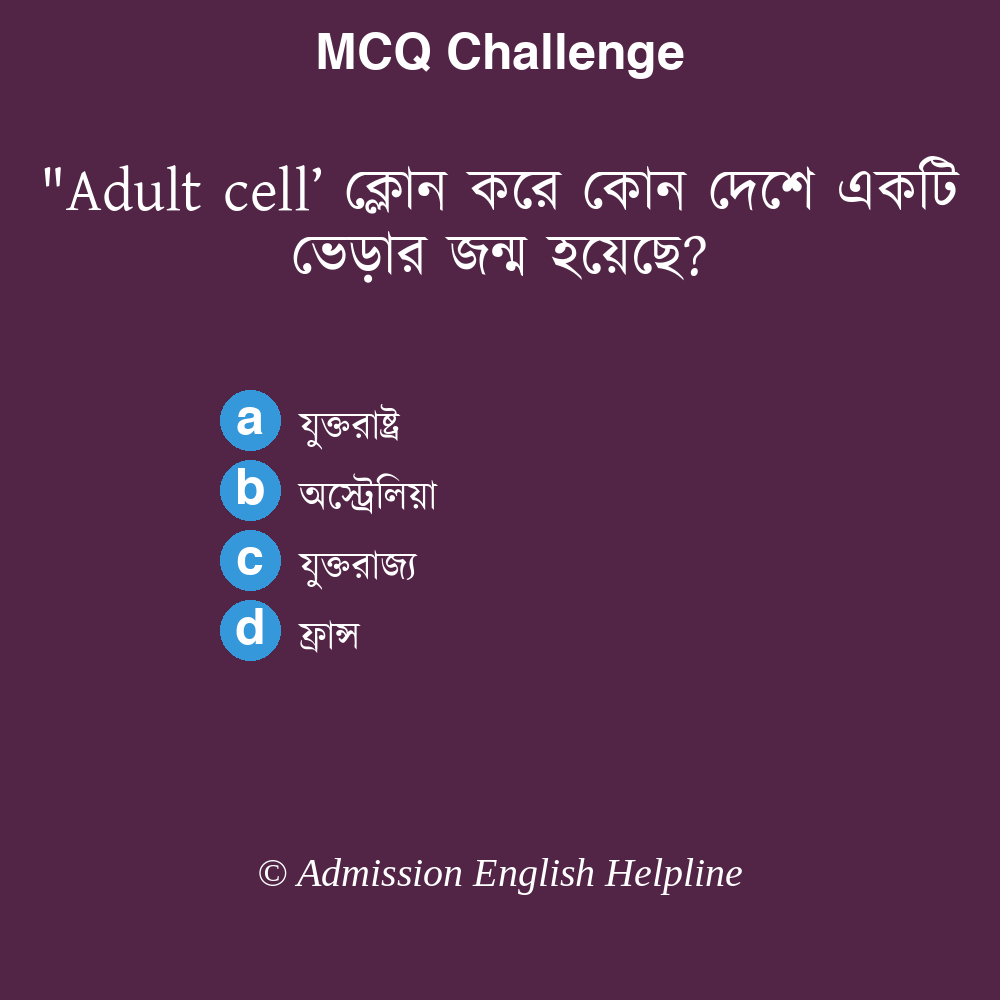 MCQ Challenge
"Adult cell’ ক্লোন করে কোন দেশে একটি
ভেড়ার জন্ম হয়েছে?
a যুক্তরাষ্ট্র
b অস্ট্রেলিয়া
c যুক্তরাজ্য
d ফ্রান্স
© Admission English Helpline